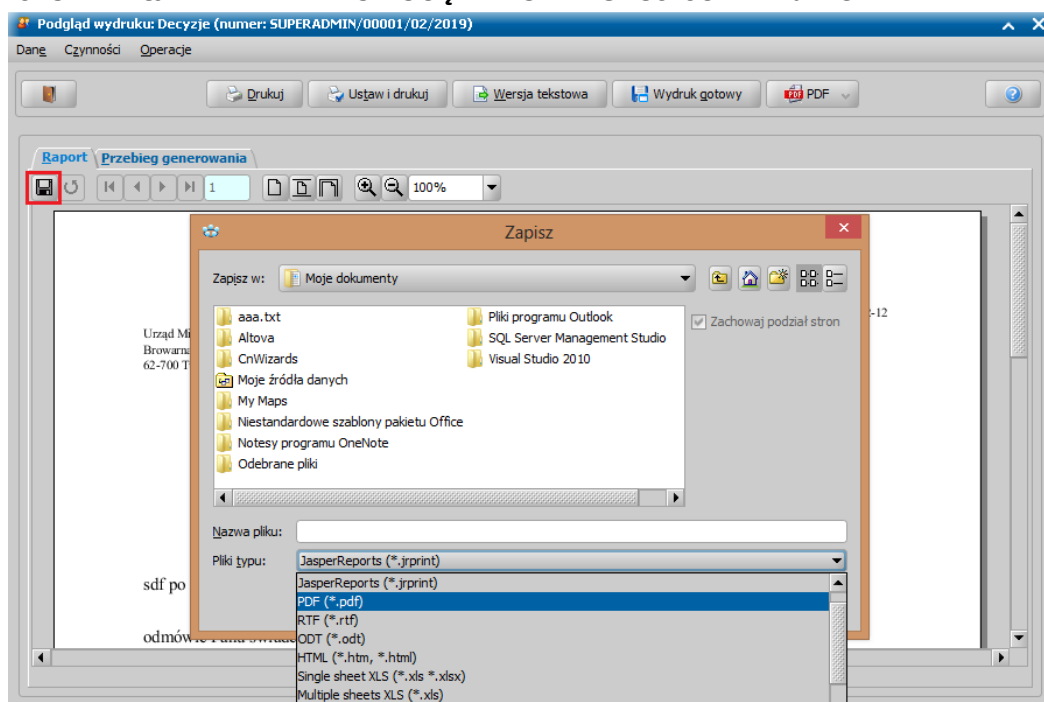 Podgląd wydruku: Decyzje (numer: SUPERADMIN/00001/02/2019)
Dane Czynności Operacje
Drukuj Ustaw i drukuj Wersja tekstowa Wydruk gotowy PDF
Raport Przebieg generowania
1 100%
Zapisz
Zapisz w: Moje dokumenty
aaa.txt Pliki programu Outlook Zachowaj podział stron -12
Urząd Mi Altova SQL Server Management Studio
Browarna CnWizards Visual Studio 2010
62-700 T Moje źródła danych
My Maps
Niestandardowe szablony pakietu Office
Notesy programu OneNote
Odebrane pliki
Nazwa pliku:
Pliki typu: JasperReports (*.jrprint)
sdf po JasperReports (*.jrprint)
PDF (*.pdf)
RTF (*.rtf)
odmów ODT (*.odt)
HTML (*.htm, *.html)
Single sheet XLS (*.xls *.xlsx)
Multiple sheets XLS (*.xls)